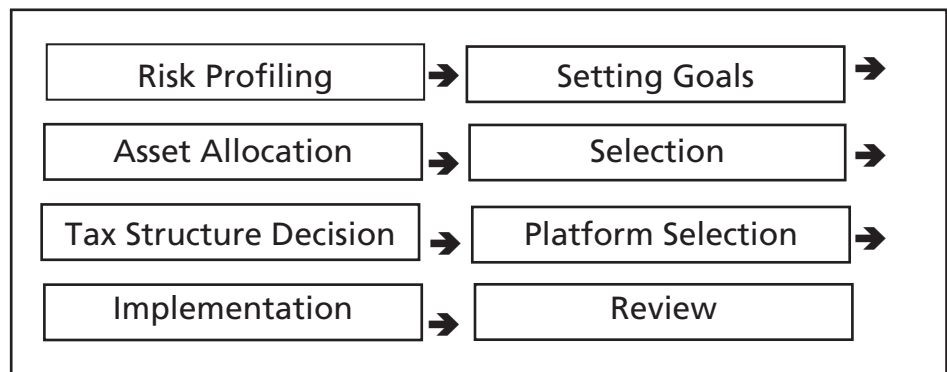 Risk Profiling ➔ Setting Goals ➔
Asset Allocation ➔ Selection ➔
Tax Structure Decision ➔ Platform Selection ➔
Implementation ➔ Review